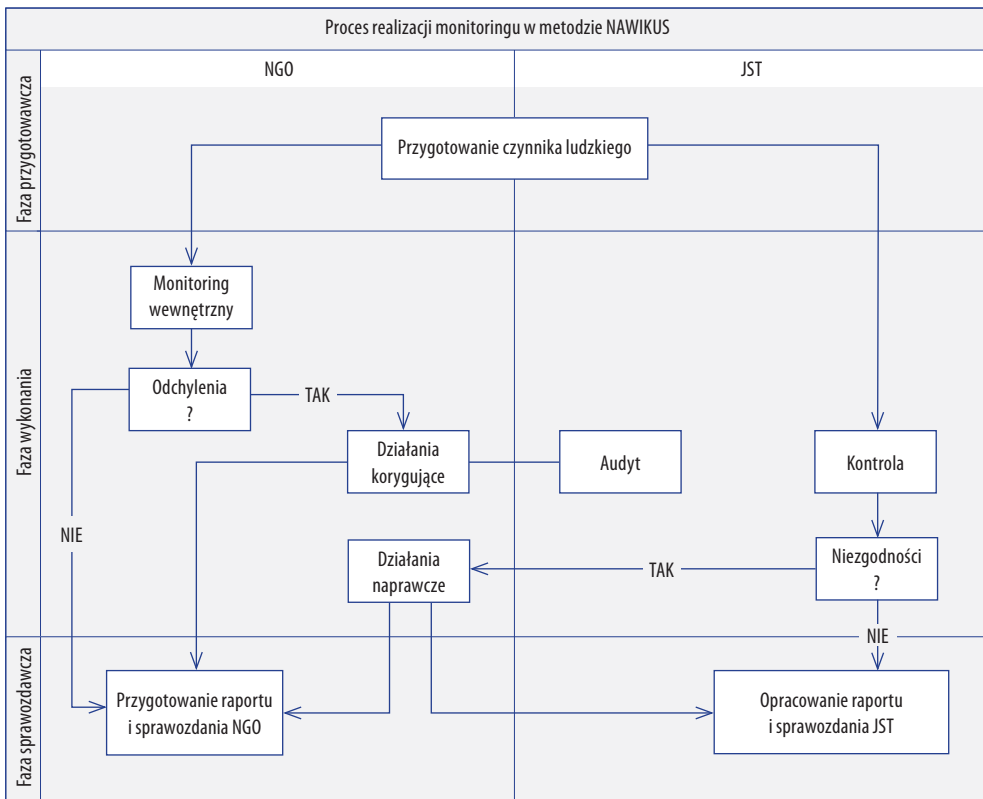 Proces realizacji monitoringu w metodzie NAWIKUS
NGO
JST
Faza przygotowawcza
Przygotowanie czynnika ludzkiego
Faza wykonania
Monitoring
wewnętrzny
Odchylenia
?
TAK
Działania
korygujące
Audyt
Kontrola
NIE
Działania
naprawcze
TAK
Niezgodności
?
NIE
Faza sprawozdawcza
Przygotowanie raportu
i sprawozdania NGO
Opracowanie raportu
i sprawozdania JST